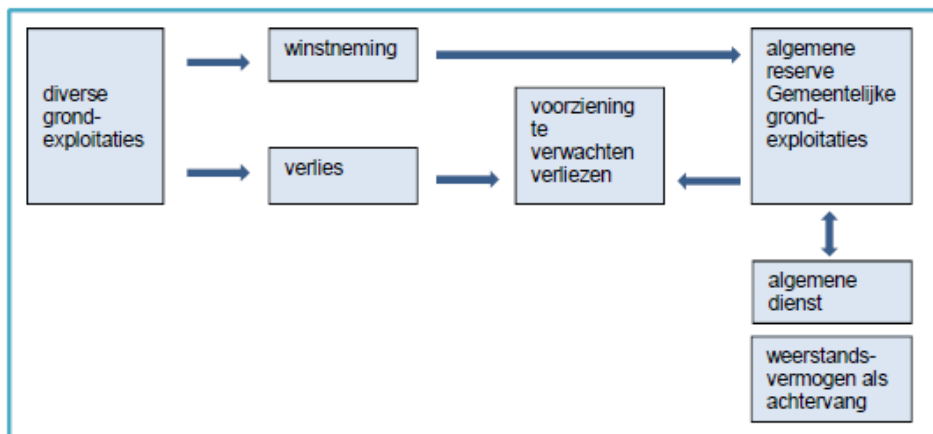 diverse
grond-
exploitaties
winstneming
verlies
voorziening
te
verwachten
verliezen
algemene
reserve
Gemeentelijke
grond-
exploitaties
algemene
dienst
weerstands-
vermogen als
achtervang